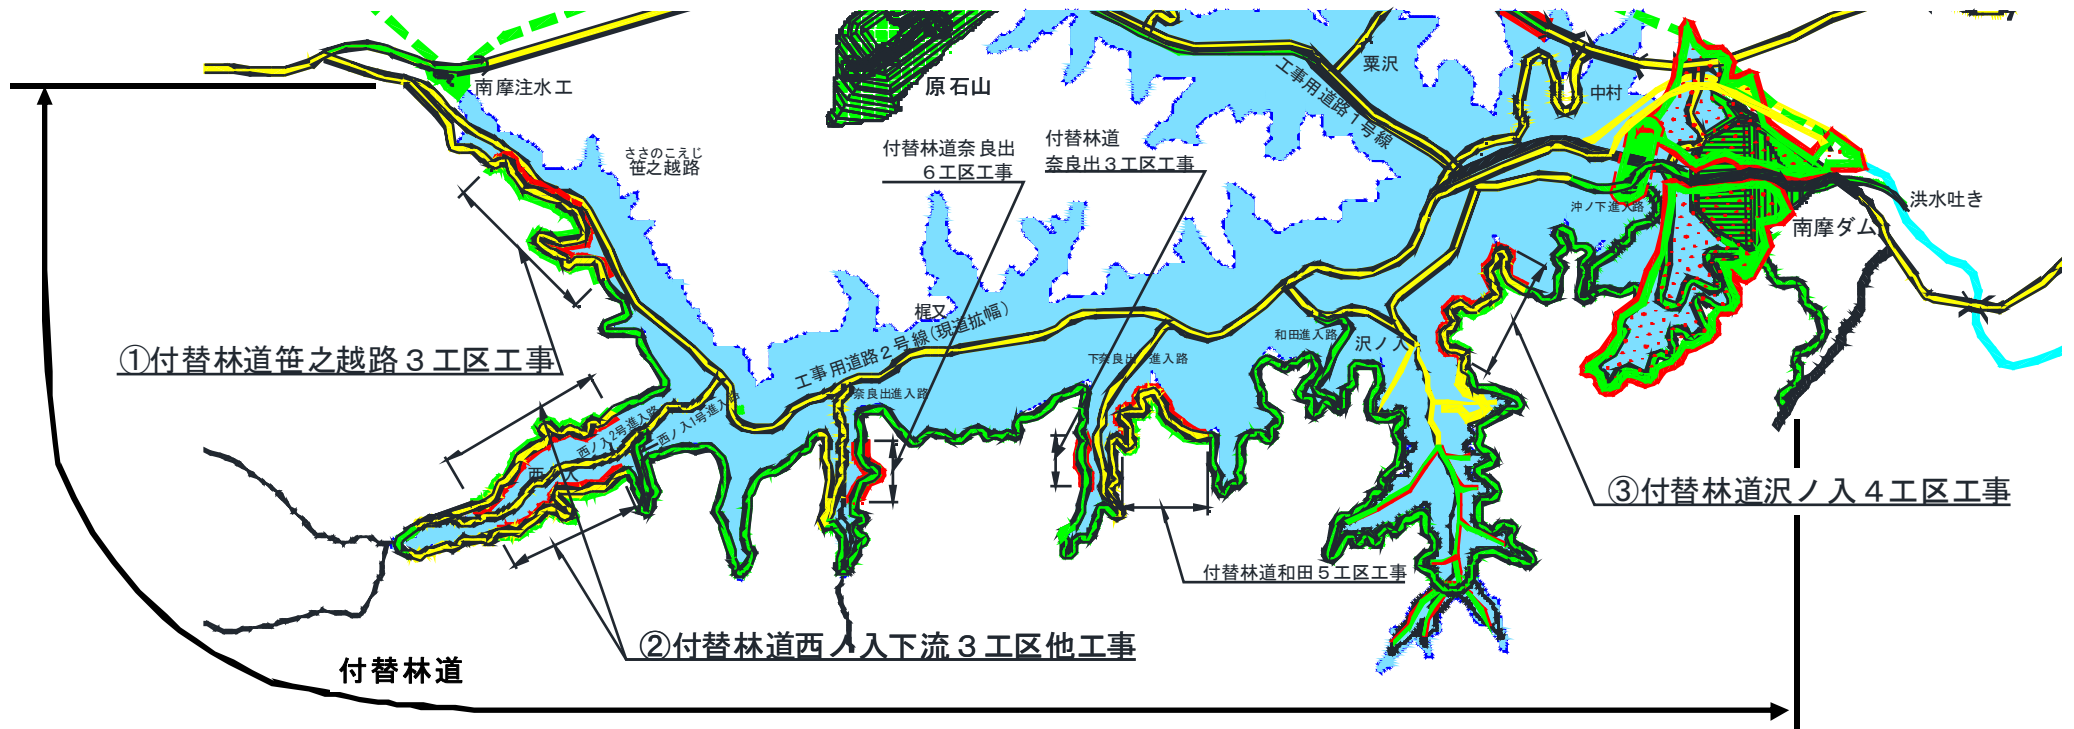 南摩注水工
原石山
粟沢
工事用道路１号線
中村
ささのこえじ
笹之越路
付替林道奈良出
６工区工事
付替林道
奈良出３工区工事
沖ノ下進入路
洪水吐き
南摩ダム
梶又
工事用道路２号線(現道拡幅)
和田進入路
沢ノ入
下奈良出 進入路
奈良出進入路
①付替林道笹之越路３工区工事
西ノ入2号進入路
西ノ入1号進入路
西ノ入
③付替林道沢ノ入４工区工事
付替林道和田５工区工事
②付替林道西ノ入下流３工区他工事
付替林道